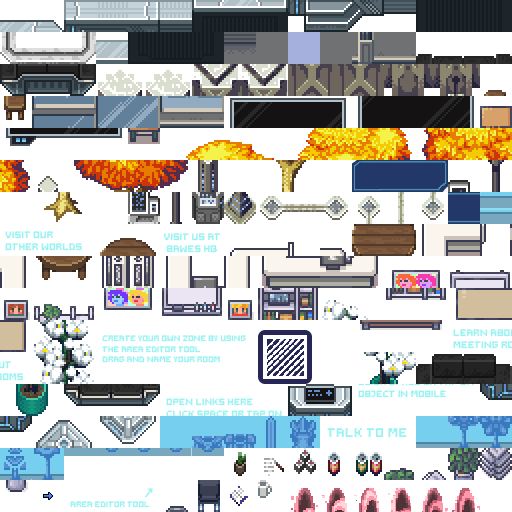 VISIT OUR
OTHER WORLDS
VISIT US AT
BAWES HQ
CREATE YOUR OWN ZONE BY USING
THE AREA EDITOR TOOL
DRAG AND NAME YOUR ROOM
LEARN ABOU
MEETING RO
UT
OOMS
OPEN LINKS HERE
CLICK SPACE OR TAP ON
OBJECT IN MOBILE
TALK TO ME
AREA EDITOR TOOL